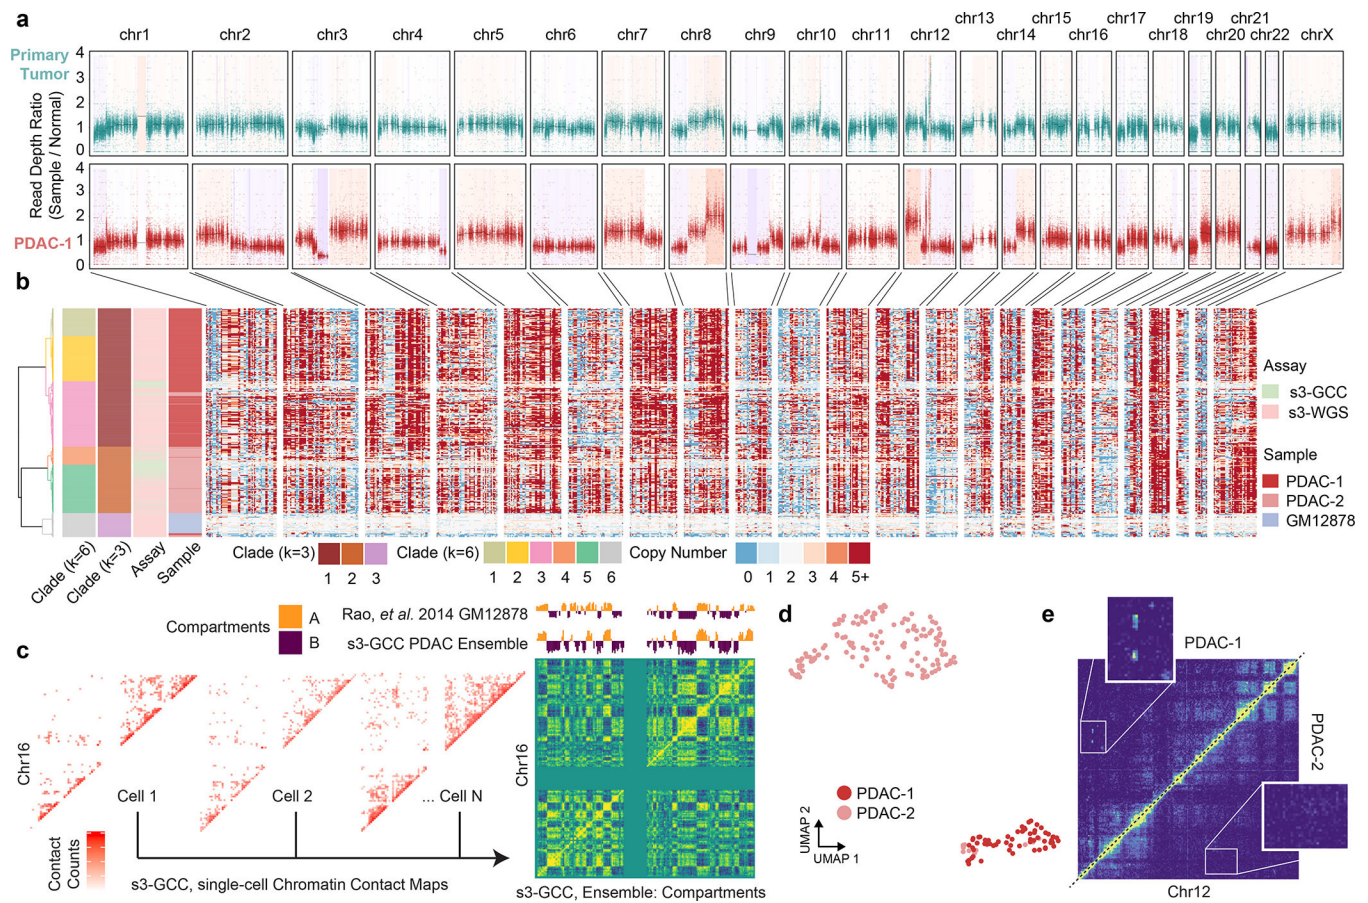 a
chr1
chr2
chr3
chr4
chr5
chr6
chr7
chr8
chr9
chr10
chr11
chr12
chr13
chr14
chr15
chr16
chr17
chr18
chr19
chr20
chr21
chr22
chrX
Primary
Tumor
PDAC-1
Read Depth Ratio
(Sample / Normal)
4
3
2
1
0
4
3
2
1
0
b
Assay
s3-GCC
s3-WGS
Sample
PDAC-1
PDAC-2
GM12878
Clade (k=6)
Clade (k=3)
Assay
Sample
Clade (k=3)
1 2 3
Clade (k=6)
1 2 3 4 5 6
Copy Number
0 1 2 3 4 5+
c
Compartments
A
B
Rao, et al. 2014 GM12878
s3-GCC PDAC Ensemble
Chr16
Cell 1
Cell 2
... Cell N
Contact
Counts
s3-GCC, single-cell Chromatin Contact Maps
Chr16
s3-GCC, Ensemble: Compartments
d
PDAC-1
PDAC-2
UMAP 2
UMAP 1
e
PDAC-1
PDAC-2
Chr12